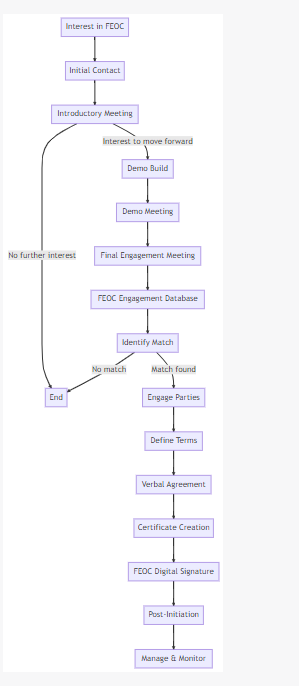 Interest in FEOC
Initial Contact
Introductory Meeting
Interest to move forward
Demo Build
Demo Meeting
No further interest
Final Engagement Meeting
FEOC Engagement Database
Identify Match
No match
Match found
End
Engage Parties
Define Terms
Verbal Agreement
Certificate Creation
FEOC Digital Signature
Post-Initiation
Manage & Monitor